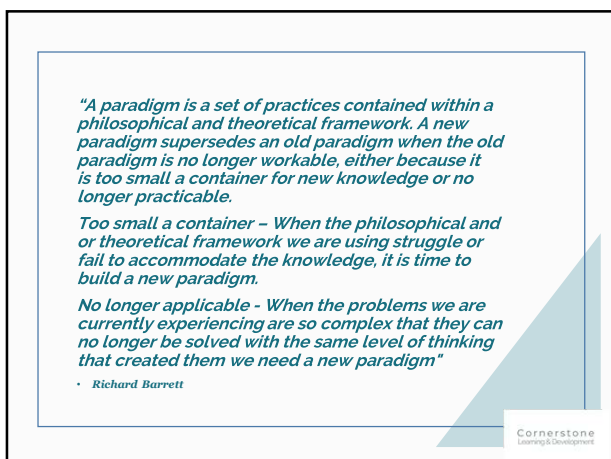 “A paradigm is a set of practices contained within a
philosophical and theoretical framework. A new
paradigm supersedes an old paradigm when the old
paradigm is no longer workable, either because it
is too small a container for new knowledge or no
longer practicable.
Too small a container – When the philosophical and
or theoretical framework we are using struggle or
fail to accommodate the knowledge, it is time to
build a new paradigm.
No longer applicable - When the problems we are
currently experiencing are so complex that they can
no longer be solved with the same level of thinking
that created them we need a new paradigm"
• Richard Barrett
Cornerstone
Learning & Development